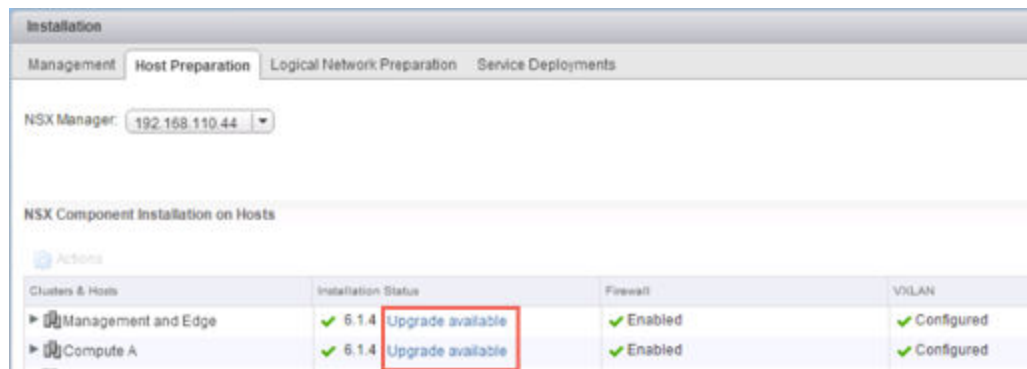 Installation
Management Host Preparation Logical Network Preparation Service Deployments
NSX Manager: 192.168.110.44
NSX Component Installation on Hosts
Actions
Clusters & Hosts Installation Status Firewall VXLAN
Management and Edge 6.1.4 Upgrade available Enabled Configured
Compute A 6.1.4 Upgrade available Enabled Configured